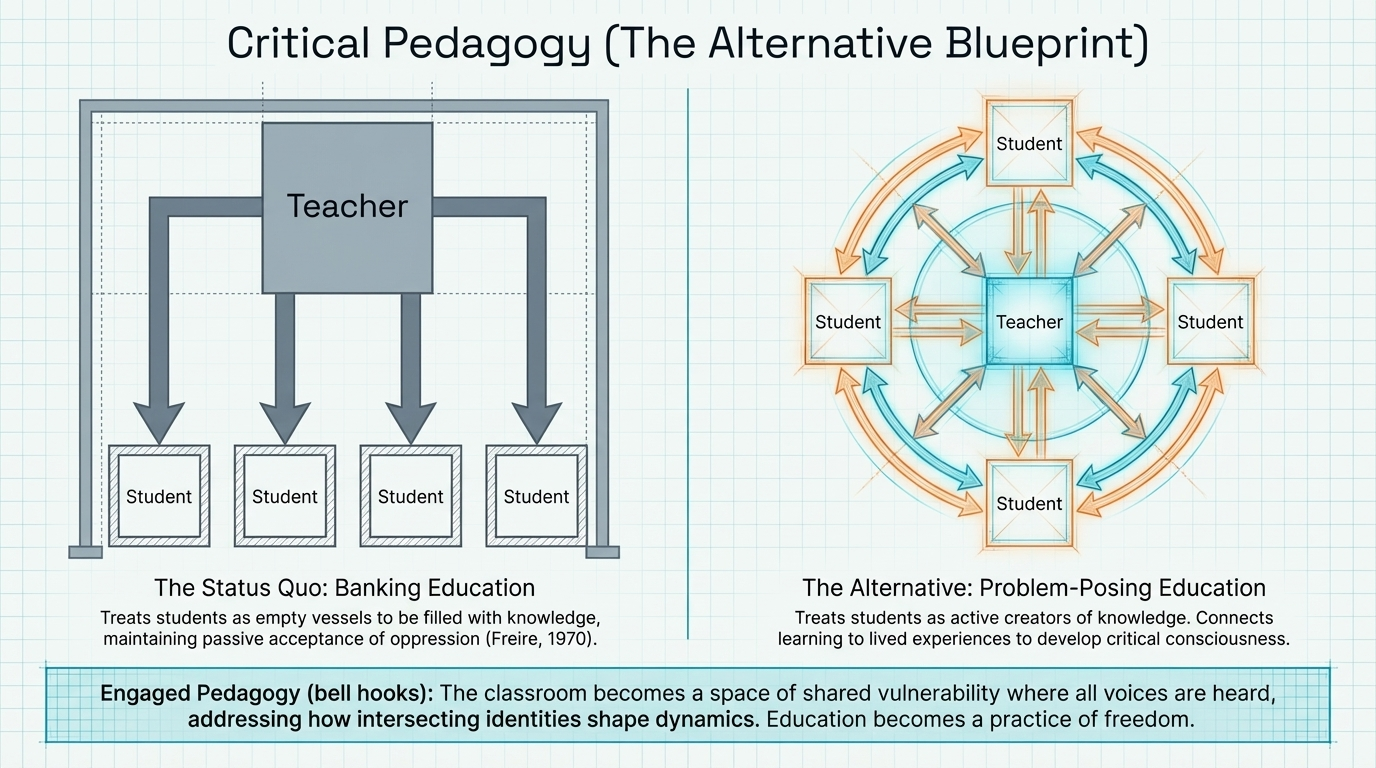 Critical Pedagogy (The Alternative Blueprint)
Teacher
Student
Student
Student
Student
The Status Quo: Banking Education
Treats students as empty vessels to be filled with knowledge,
maintaining passive acceptance of oppression (Freire, 1970).
Student
Student
Teacher
Student
Student
The Alternative: Problem-Posing Education
Treats students as active creators of knowledge. Connects
learning to lived experiences to develop critical consciousness.
Engaged Pedagogy (bell hooks): The classroom becomes a space of shared vulnerability where all voices are heard,
addressing how intersecting identities shape dynamics. Education becomes a practice of freedom.